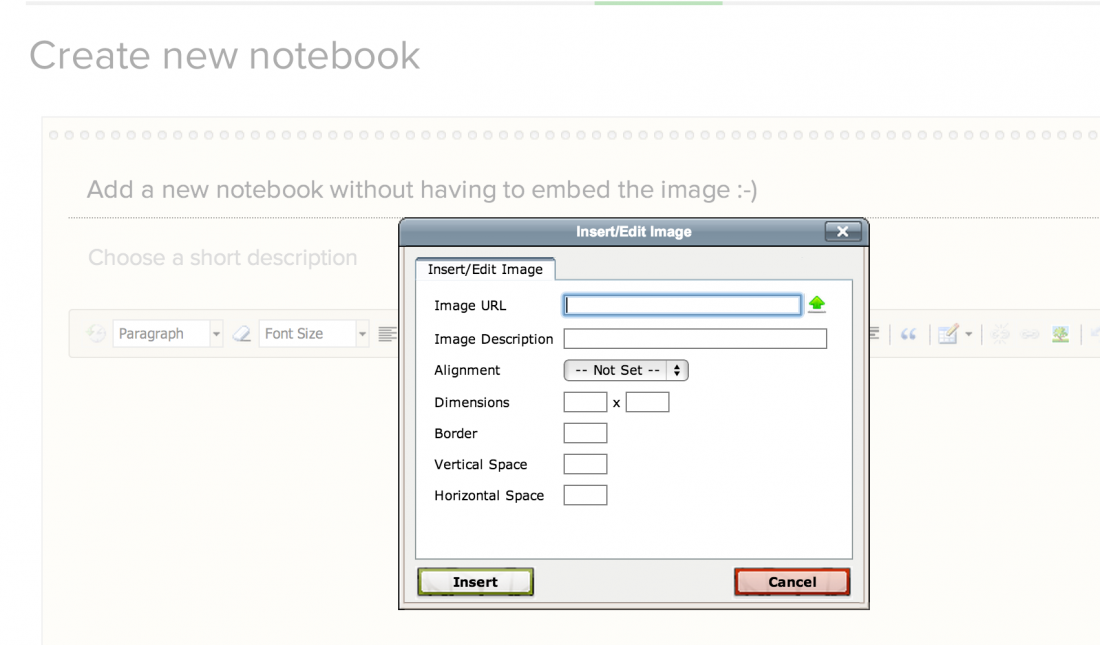 Create new notebook
Add a new notebook without having to embed the image :-)
Choose a short description
Paragraph
Font Size
Insert/Edit Image
Insert/Edit Image
Image URL
Image Description
Alignment
-- Not Set --
Dimensions
x
Border
Vertical Space
Horizontal Space
Insert
Cancel